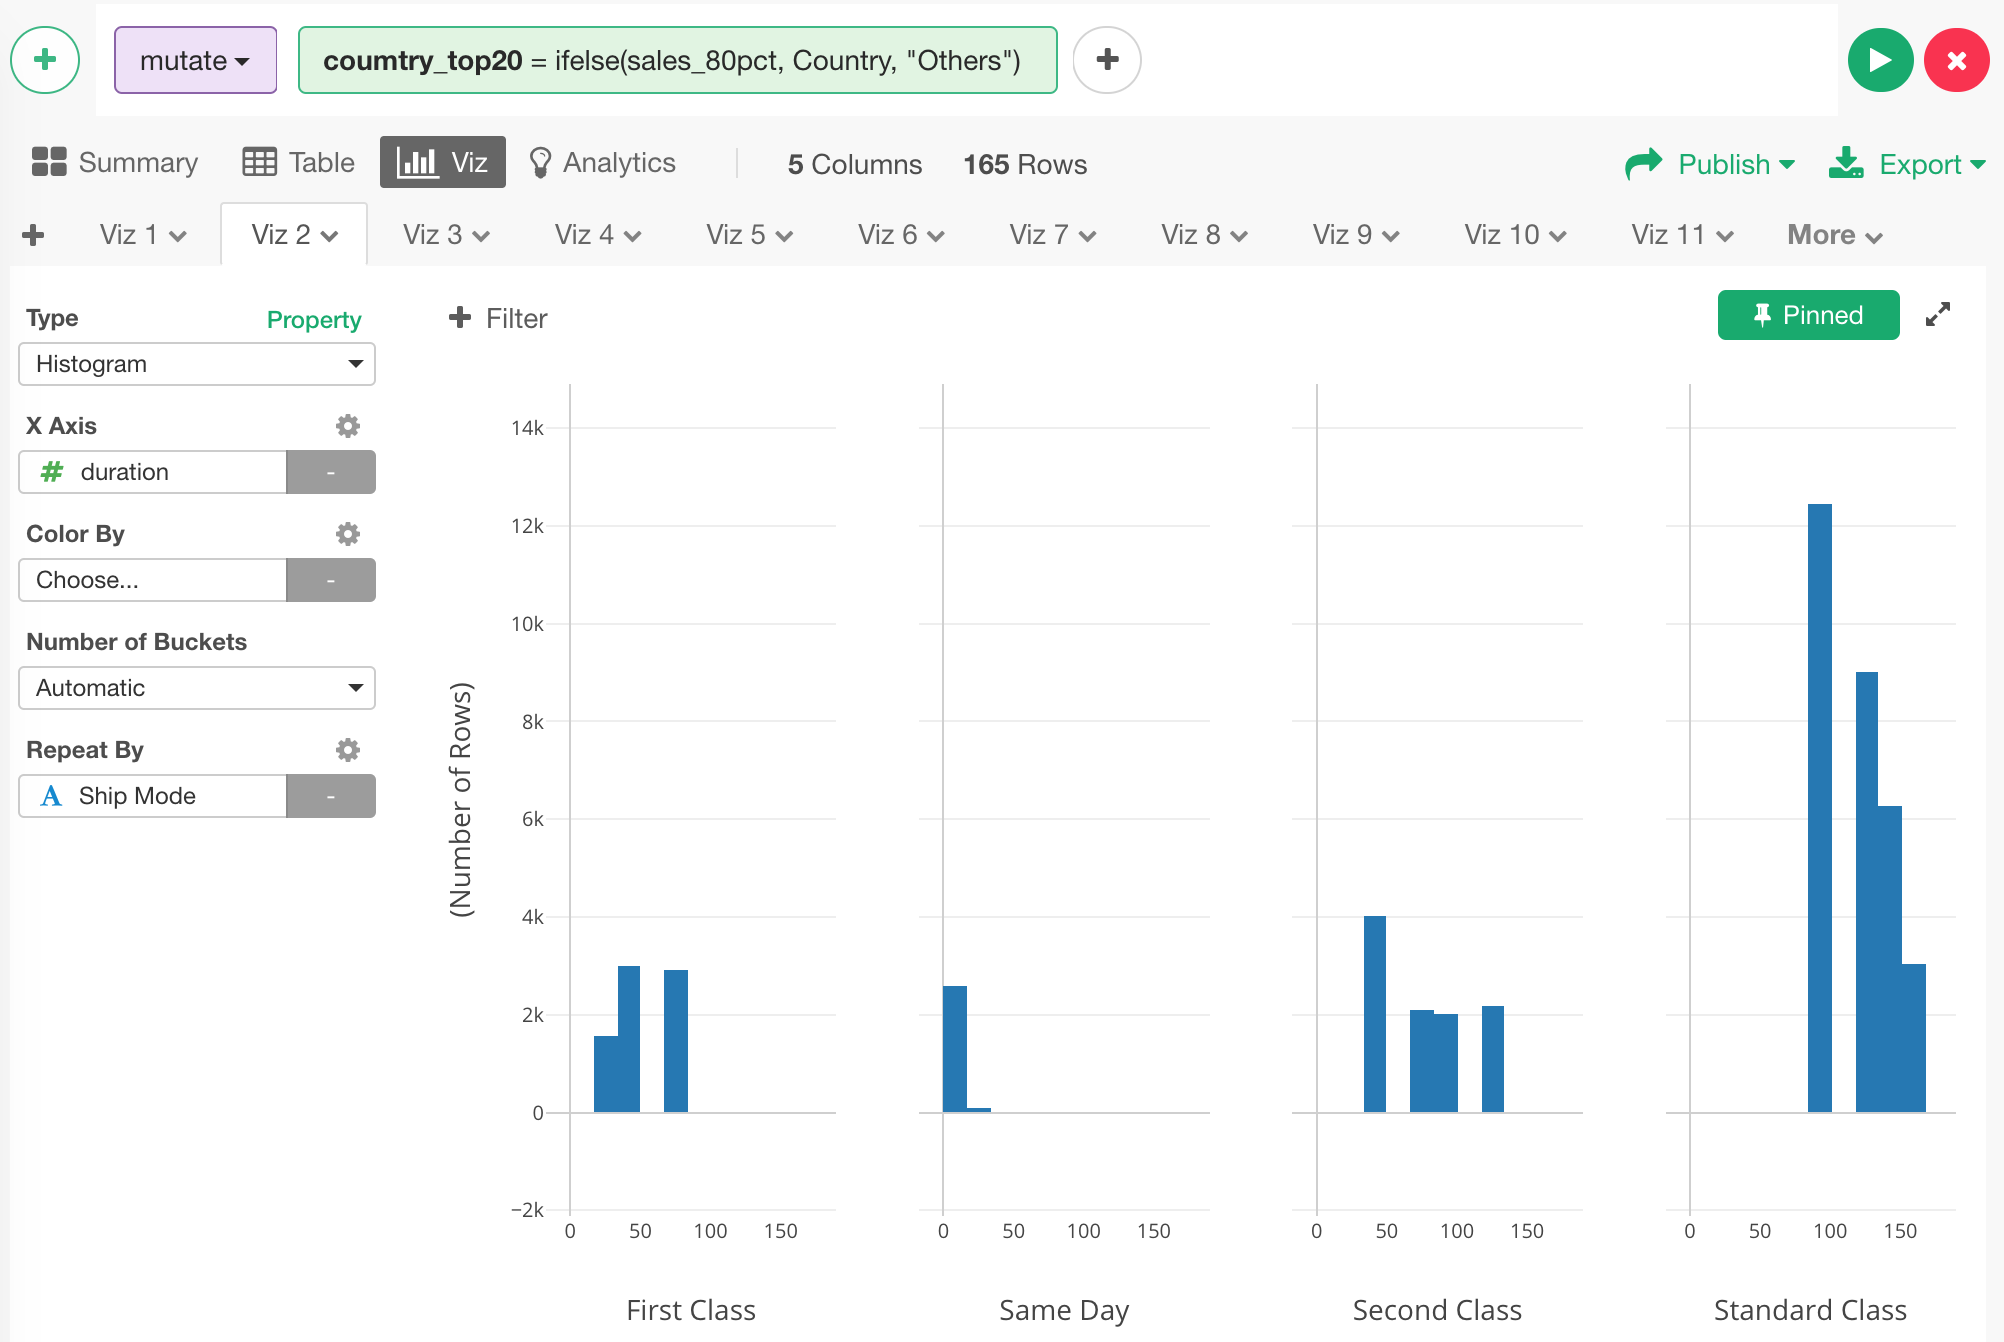 mutate
coumtry_top20 = ifelse(sales_80pct, Country, "Others")
Summary Table Viz Analytics 5 Columns 165 Rows Publish Export
Viz 1 Viz 2 Viz 3 Viz 4 Viz 5 Viz 6 Viz 7 Viz 8 Viz 9 Viz 10 Viz 11 More
Type Property
Histogram
X Axis
# duration -
Color By
Choose... -
Number of Buckets
Automatic
Repeat By
A Ship Mode -
Filter
Pinned
(Number of Rows)
14k
12k
10k
8k
6k
4k
2k
0
−2k
0 50 100 150
0 50 100 150
0 50 100 150
0 50 100 150
First Class
Same Day
Second Class
Standard Class